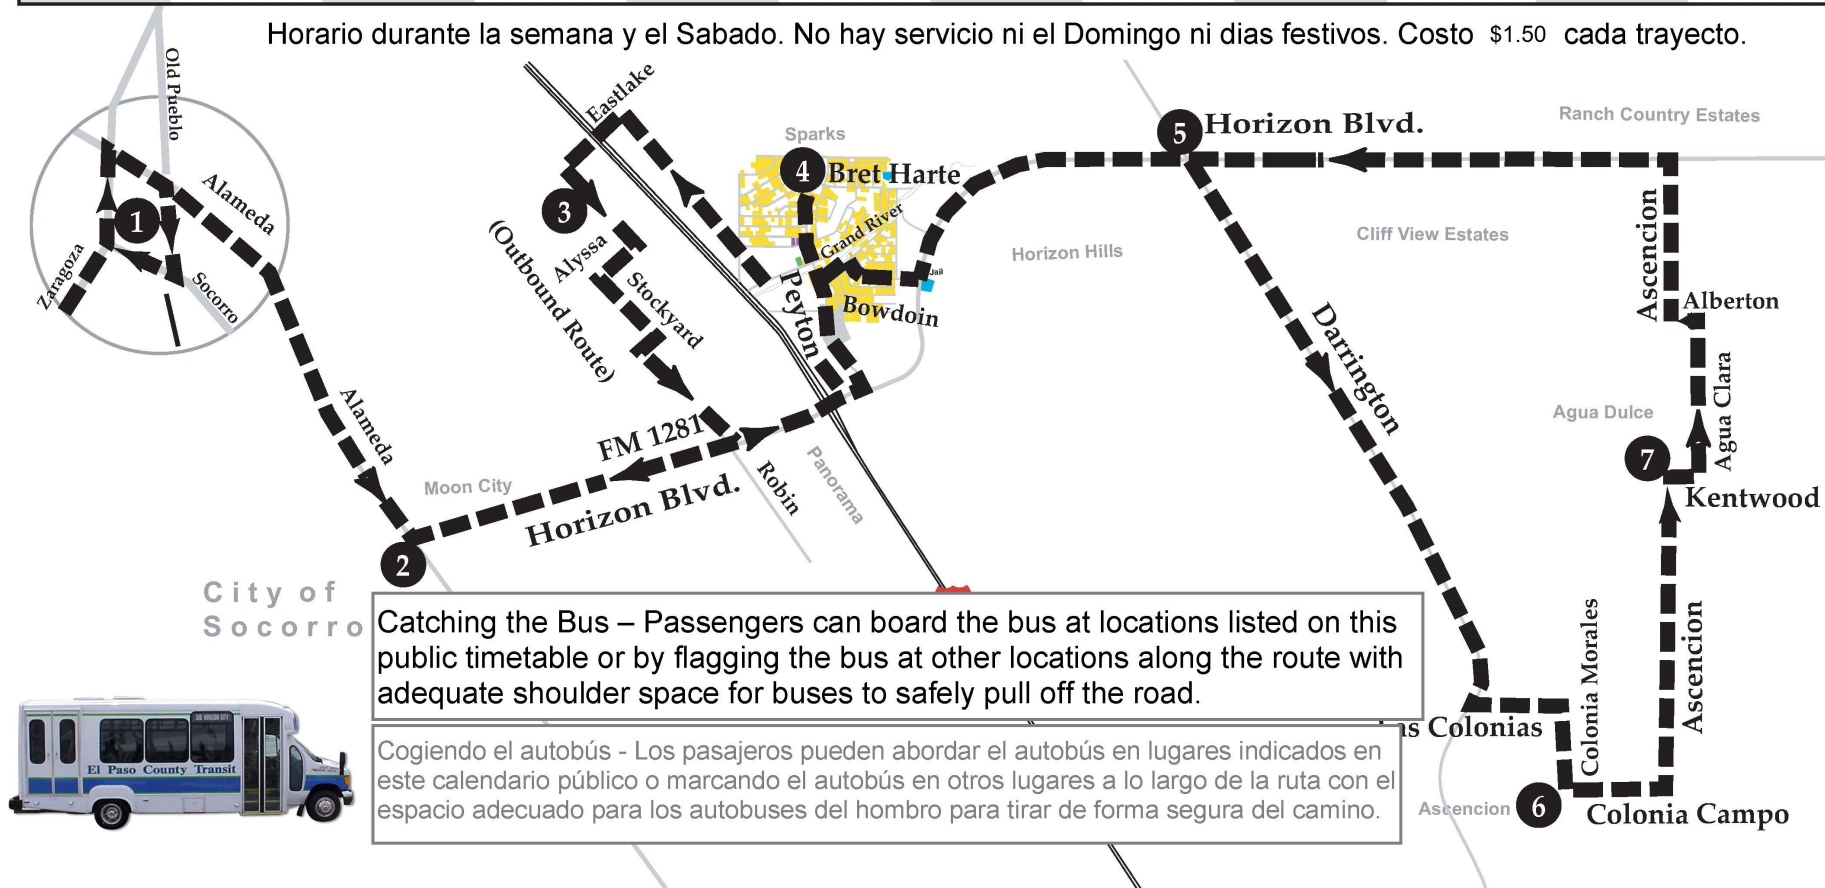 Horario durante la semana y el Sabado. No hay servicio ni el Domingo ni dias festivos. Costo $1.50 cada trayecto.
Old Pueblo
Alameda
1
Zaragoza
Socorro
Eastlake
3
Alyssa
(Outbound Route)
Stockyard
Sparks
4 Bret Harte
Grand River
Jail
Peyton
Bowdoin
5 Horizon Blvd.
Ranch Country Estates
Horizon Hills
Cliff View Estates
Ascencion
Alberton
Darrington
Agua Clara
Agua Dulce
7
Kentwood
Alameda
Moon City
FM 1281
Horizon Blvd.
Robin
Panorama
2
City of
Socorro
Catching the Bus – Passengers can board the bus at locations listed on this
public timetable or by flagging the bus at other locations along the route with
adequate shoulder space for buses to safely pull off the road.
Cogiendo el autobús - Los pasajeros pueden abordar el autobús en lugares indicados en
este calendario público o marcando el autobús en otros lugares a lo largo de la ruta con el
espacio adecuado para los autobuses del hombro para tirar de forma segura del camino.
El Paso County Transit
Colonias
Colonia Morales
Ascencion
Ascencion
6
Colonia Campo